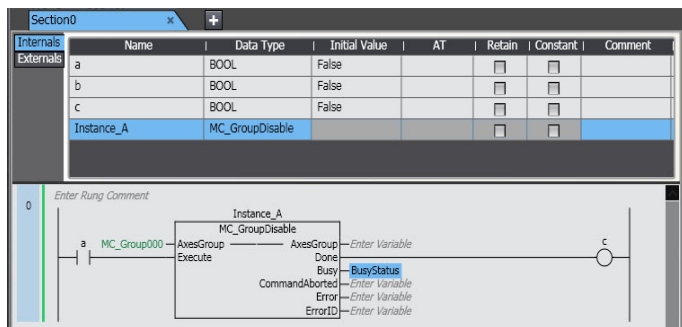 Section0 × +
Internals Name Data Type Initial Value AT Retain Constant Comment
Externals
a BOOL False
b BOOL False
c BOOL False
Instance_A MC_GroupDisable
0 Enter Rung Comment
Instance_A
MC_GroupDisable
a MC_Group000 AxesGroup AxesGroup Enter Variable c
Execute Done
Busy BusyStatus
CommandAborted Enter Variable
Error Enter Variable
ErrorID Enter Variable